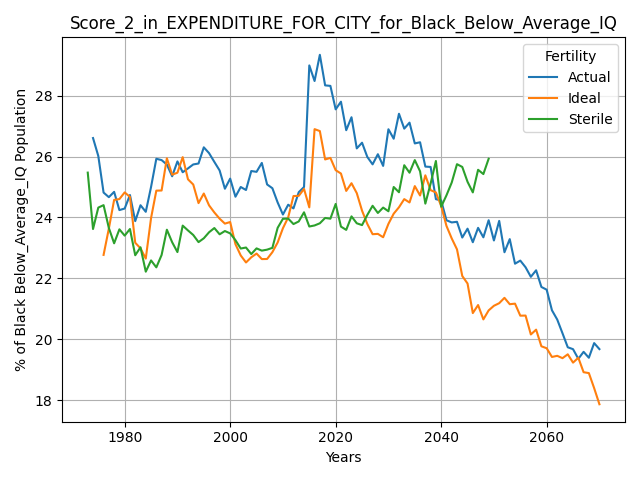 Score_2_in_EXPENDITURE_FOR_CITY_for_Black_Below_Average_IQ
% of Black Below_Average_IQ Population
28
26
24
22
20
18
Fertility
Actual
Ideal
Sterile
1980 2000 2020 2040 2060
Years